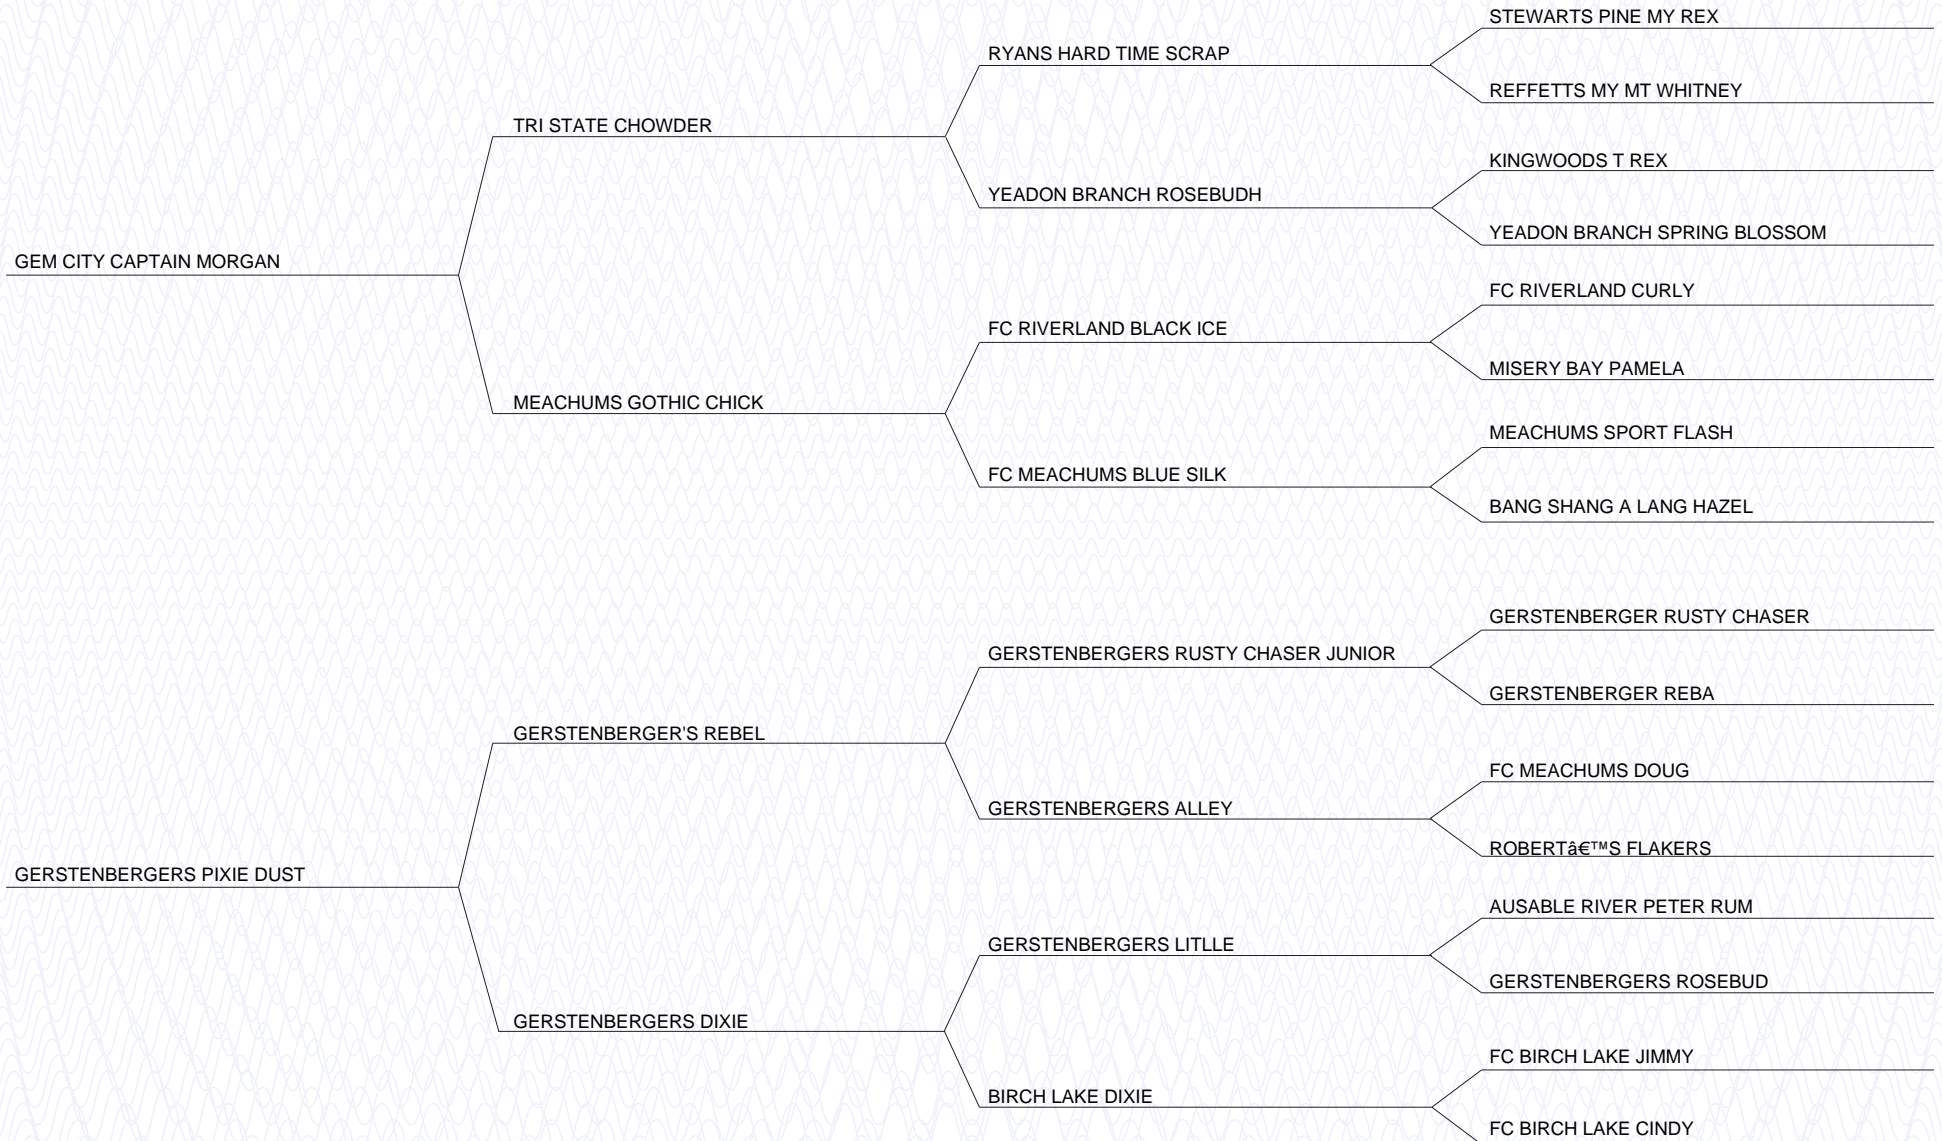 STEWARTS PINE MY REX
RYANS HARD TIME SCRAP
REFFETTS MY MT WHITNEY
TRI STATE CHOWDER
KINGWOODS T REX
YEADON BRANCH ROSEBUDH
YEADON BRANCH SPRING BLOSSOM
GEM CITY CAPTAIN MORGAN
FC RIVERLAND CURLY
FC RIVERLAND BLACK ICE
MISERY BAY PAMELA
MEACHUMS GOTHIC CHICK
MEACHUMS SPORT FLASH
FC MEACHUMS BLUE SILK
BANG SHANG A LANG HAZEL
GERSTENBERGER RUSTY CHASER
GERSTENBERGERS RUSTY CHASER JUNIOR
GERSTENBERGER REBA
GERSTENBERGER'S REBEL
FC MEACHUMS DOUG
GERSTENBERGERS ALLEY
ROBERTâ€™S FLAKERS
GERSTENBERGERS PIXIE DUST
AUSABLE RIVER PETER RUM
GERSTENBERGERS LITLLE
GERSTENBERGERS ROSEBUD
GERSTENBERGERS DIXIE
FC BIRCH LAKE JIMMY
BIRCH LAKE DIXIE
FC BIRCH LAKE CINDY